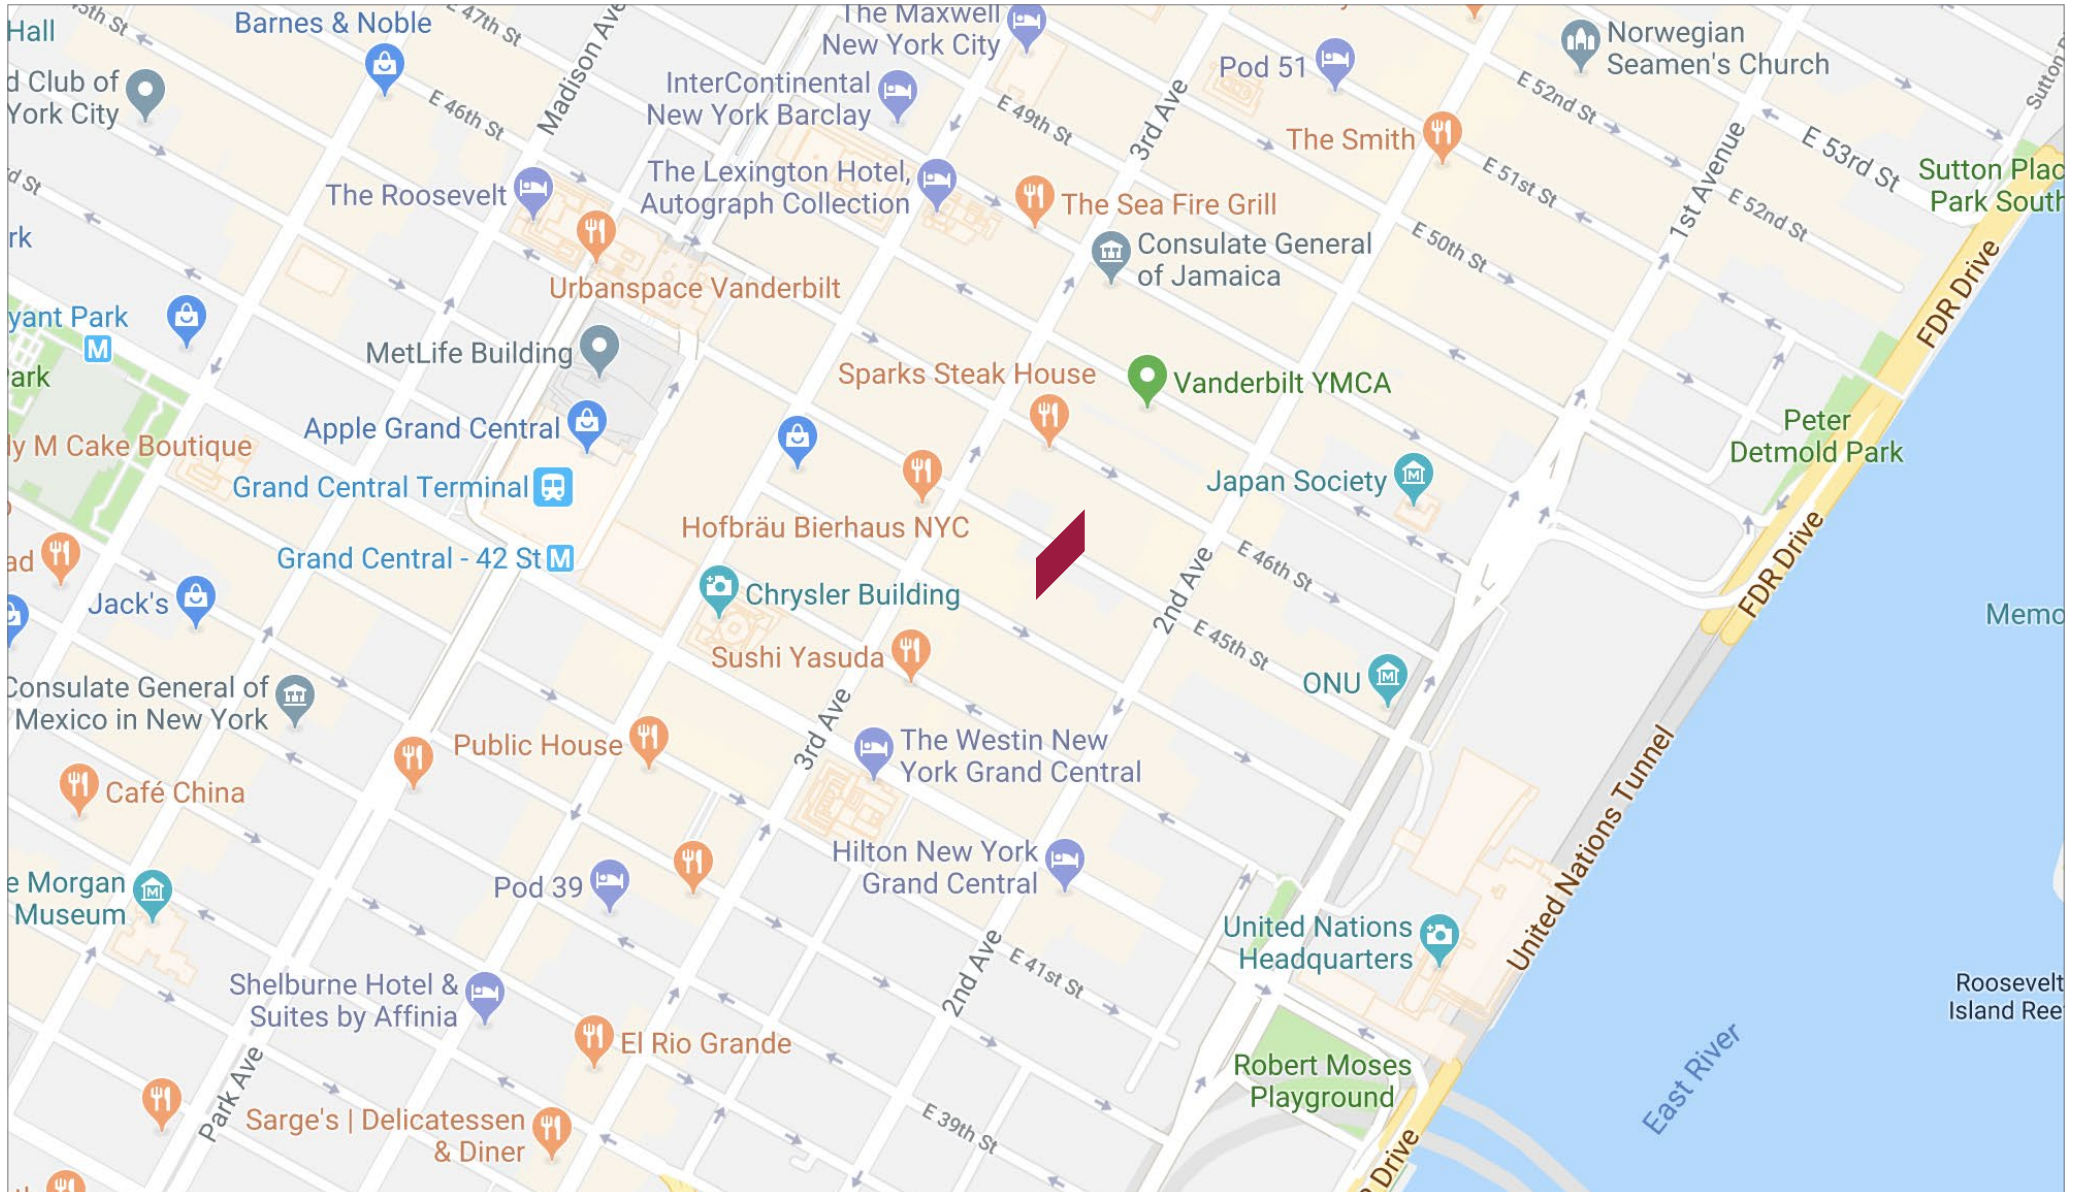 45th St
Hall
Barnes & Noble
E 47th St
Madison Ave
The Maxwell
New York City
Pod 51
Norwegian
Seamen's Church
d Club of
York City
E 46th St
InterContinental
New York Barclay
E 49th St
3rd Ave
The Smith
E 52nd St
E 53rd St
1st Avenue
Sutton Plac
Park South
rd St
The Roosevelt
The Lexington Hotel,
Autograph Collection
The Sea Fire Grill
E 51st St
E 52nd St
rk
Consulate General
of Jamaica
E 50th St
FDR Drive
Urbanspace Vanderbilt
yant Park
M
MetLife Building
ark
Sparks Steak House
Vanderbilt YMCA
Apple Grand Central
Peter
Detmold Park
ly M Cake Boutique
Grand Central Terminal
Japan Society
Hofbräu Bierhaus NYC
ad
Grand Central - 42 St M
E 46th St
2nd Ave
FDR Drive
Jack's
Chrysler Building
Memo
Sushi Yasuda
E 45th St
ONU
Consulate General of
Mexico in New York
3rd Ave
Public House
The Westin New
York Grand Central
United Nations Tunnel
Café China
Hilton New York
Grand Central
e Morgan
Museum
Pod 39
United Nations
Headquarters
2nd Ave
E 41st St
Shelburne Hotel &
Suites by Affinia
Roosevelt
Island Ree
El Rio Grande
Robert Moses
Playground
East River
Park Ave
Sarge's | Delicatessen
& Diner
E 39th St
Drive